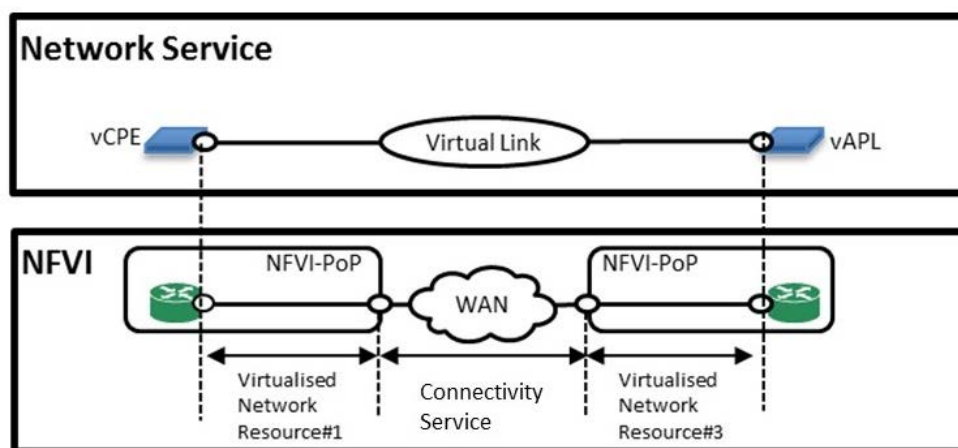 Network Service
vCPE
Virtual Link
vAPL
NFVI
NFVI-PoP
WAN
NFVI-PoP
Virtualised
Network
Resource#1
Connectivity
Service
Virtualised
Network
Resource#3